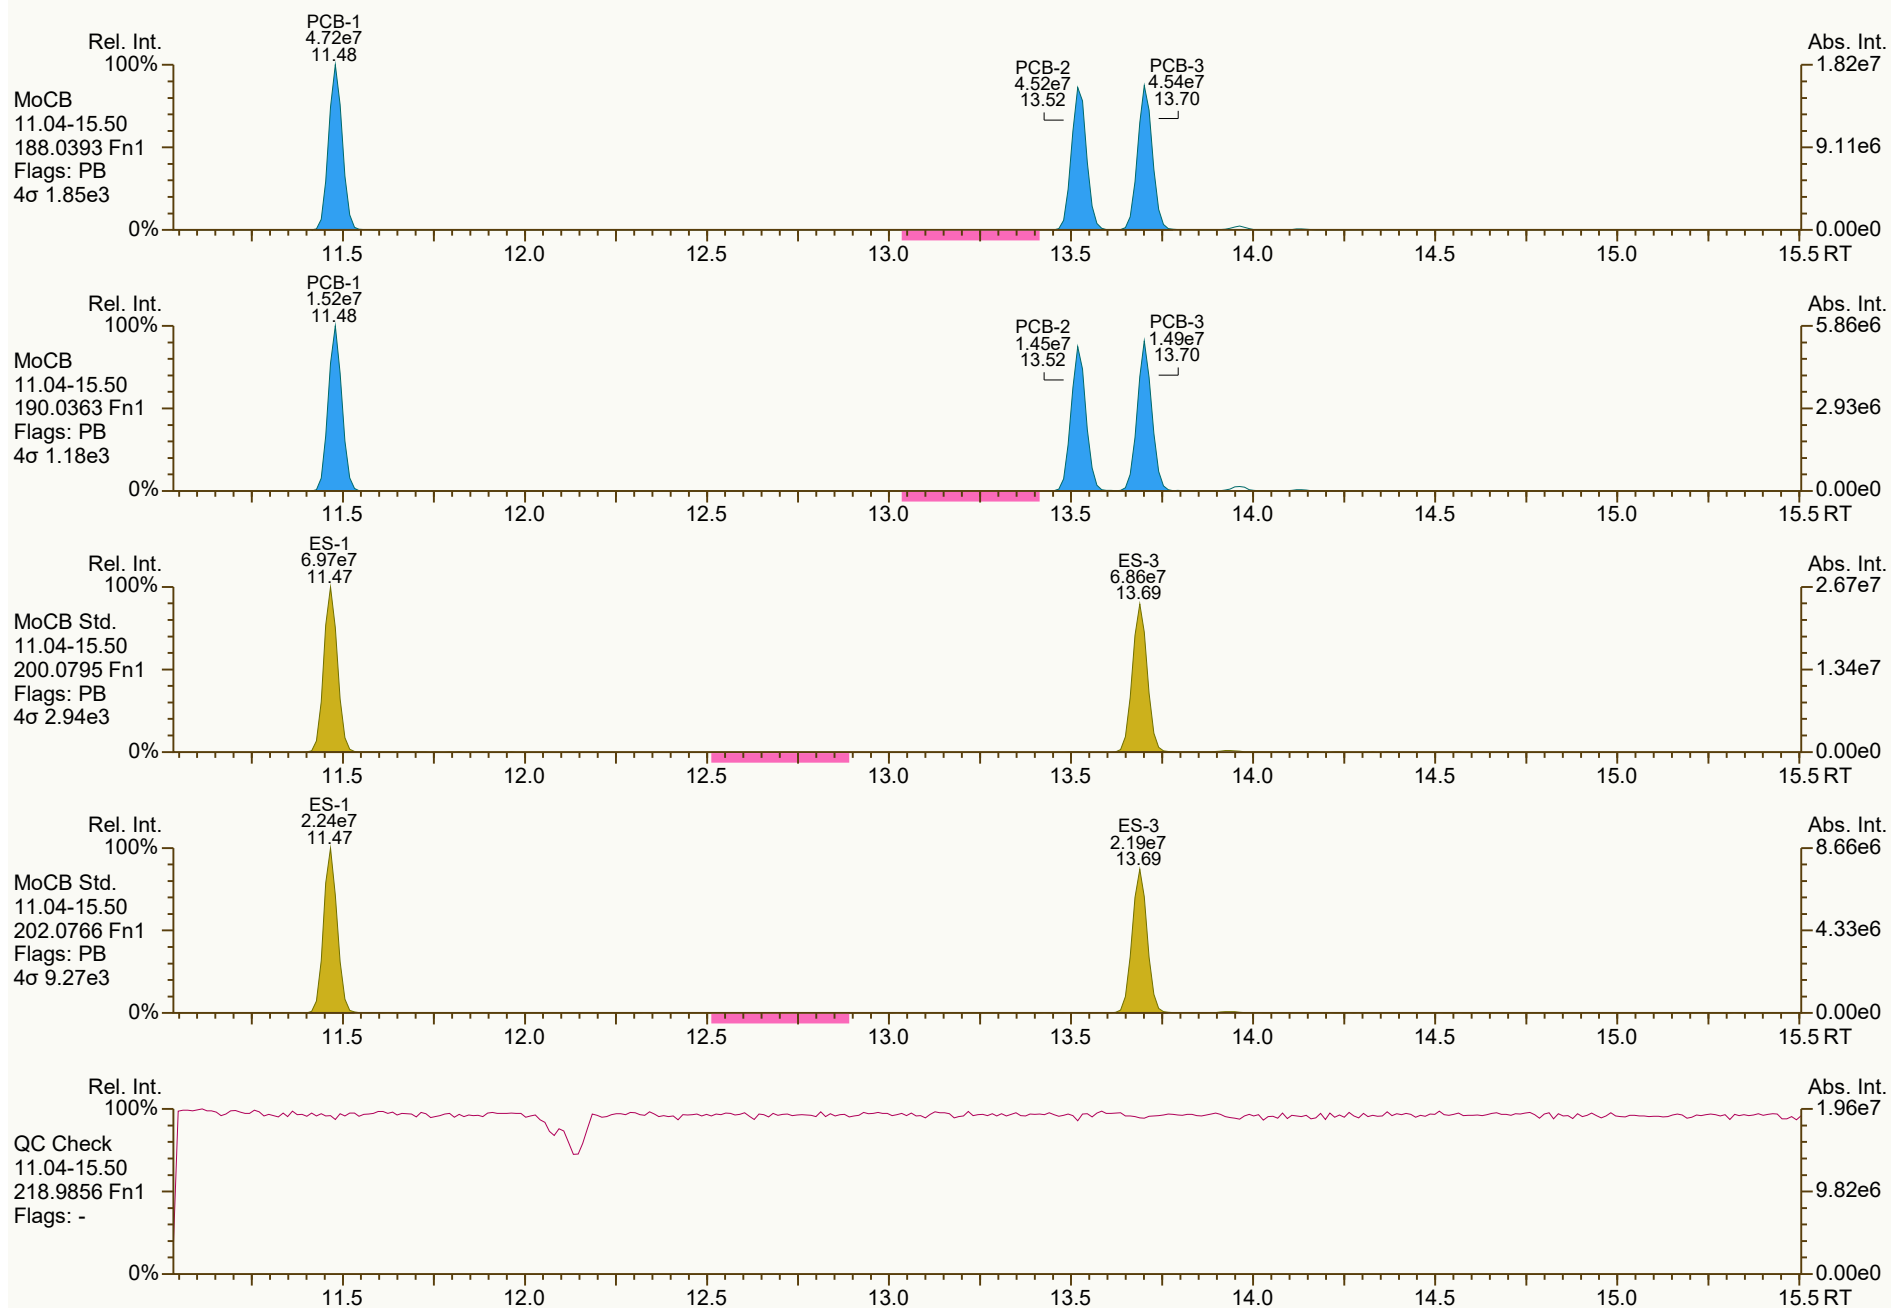 PCB-1
4.72e7
11.48
Rel. Int.
Abs. Int.
100%
1.82e7
PCB-2
4.52e7
13.52
PCB-3
4.54e7
13.70
MoCB
11.04-15.50
188.0393 Fn1
Flags: PB
4σ 1.85e3
9.11e6
0%
0.00e0
11.5 12.0 12.5 13.0 13.5 14.0 14.5 15.0 15.5 RT
PCB-1
1.52e7
11.48
Rel. Int.
Abs. Int.
100%
5.86e6
PCB-2
1.45e7
13.52
PCB-3
1.49e7
13.70
MoCB
11.04-15.50
190.0363 Fn1
Flags: PB
4σ 1.18e3
2.93e6
0%
0.00e0
11.5 12.0 12.5 13.0 13.5 14.0 14.5 15.0 15.5 RT
ES-1
6.97e7
11.47
Rel. Int.
Abs. Int.
100%
2.67e7
ES-3
6.86e7
13.69
MoCB Std.
11.04-15.50
200.0795 Fn1
Flags: PB
4σ 2.94e3
1.34e7
0%
0.00e0
11.5 12.0 12.5 13.0 13.5 14.0 14.5 15.0 15.5 RT
ES-1
2.24e7
11.47
Rel. Int.
Abs. Int.
100%
8.66e6
ES-3
2.19e7
13.69
MoCB Std.
11.04-15.50
202.0766 Fn1
Flags: PB
4σ 9.27e3
4.33e6
0%
0.00e0
11.5 12.0 12.5 13.0 13.5 14.0 14.5 15.0 15.5 RT
Rel. Int.
Abs. Int.
100%
1.96e7
QC Check
11.04-15.50
218.9856 Fn1
Flags: -
9.82e6
0%
0.00e0
11.5 12.0 12.5 13.0 13.5 14.0 14.5 15.0 15.5 RT